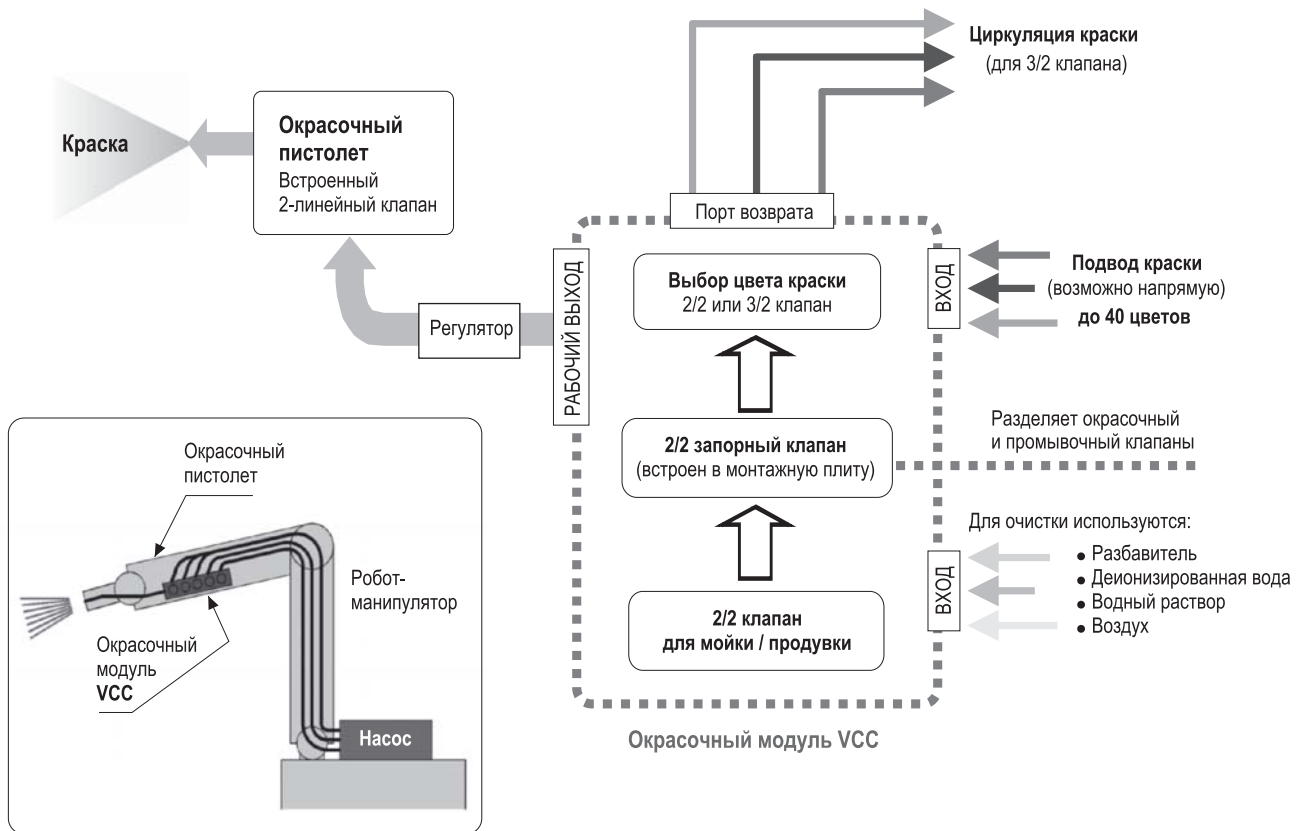 Циркуляция краски
(для 3/2 клапана)
Краска
Окрасочный
пистолет
Встроенный
2-линейный клапан
Порт возврата
Выбор цвета краски
2/2 или 3/2 клапан
ВХОД
Подвод краски
(возможно напрямую)
до 40 цветов
Регулятор
РАБОЧИЙ ВЫХОД
2/2 запорный клапан
(встроен в монтажную плиту)
Разделяет окрасочный
и промывочный клапаны
2/2 клапан
для мойки / продувки
ВХОД
Для очистки используются:
● Разбавитель
● Деионизированная вода
● Водный раствор
● Воздух
Окрасочный модуль VCC
Окрасочный
пистолет
Робот-
манипулятор
Окрасочный
модуль
VCC
Насос